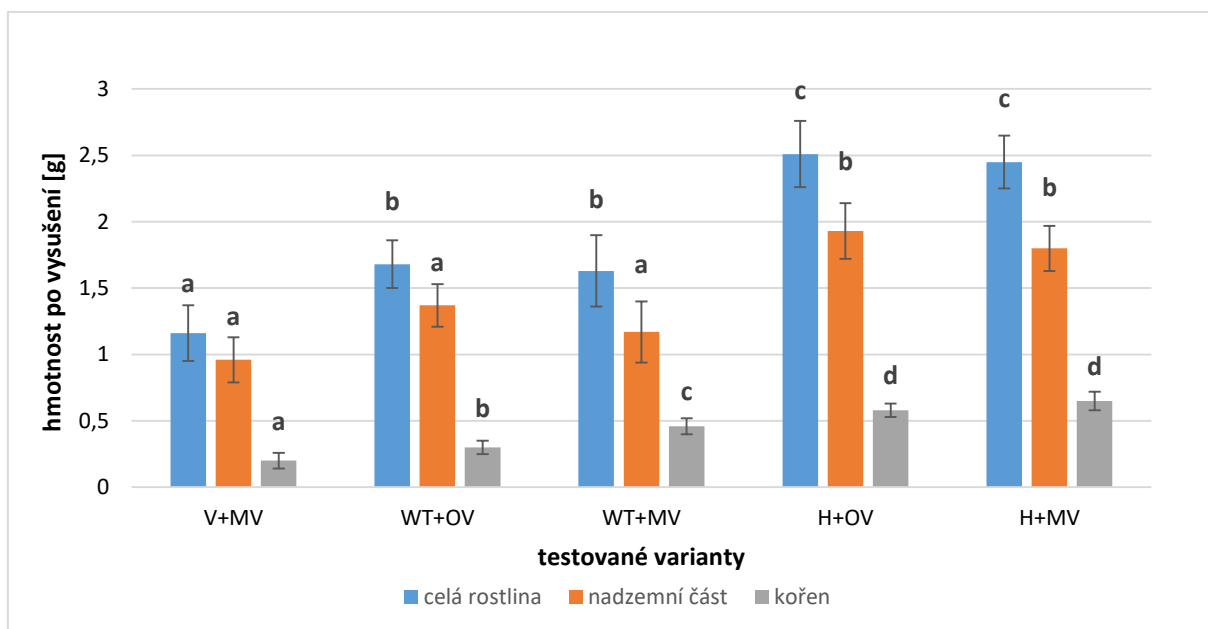 hmotnost po vysušení [g]
3
2,5
2
1,5
1
0,5
0
a a a
b a b
b a c
c b d
c b d
V+MV WT+OV WT+MV H+OV H+MV
testované varianty
celá rostlina nadzemní část kořen